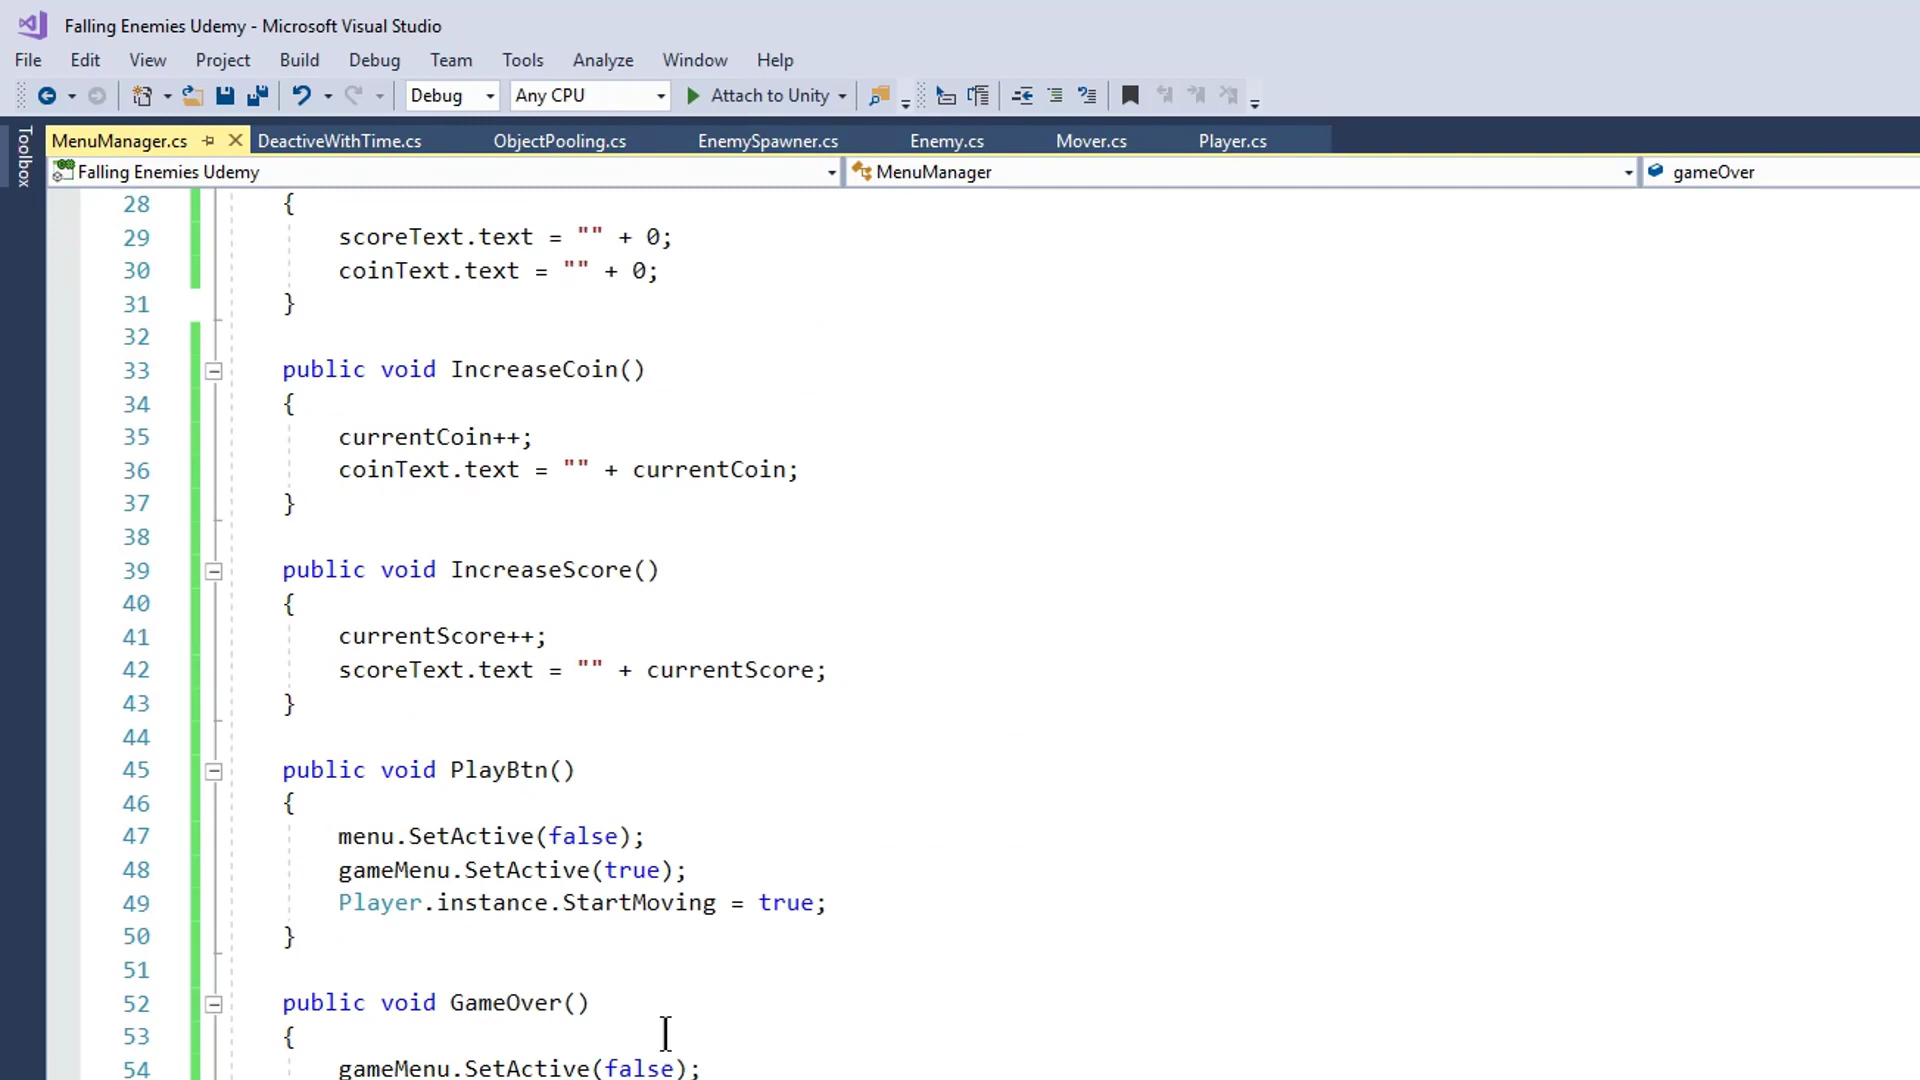 Falling Enemies Udemy - Microsoft Visual Studio
File Edit View Project Build Debug Team Tools Analyze Window Help
Debug Any CPU Attach to Unity
Toolbox
MenuManager.cs DeactiveWithTime.cs ObjectPooling.cs EnemySpawner.cs Enemy.cs Mover.cs Player.cs
Falling Enemies Udemy MenuManager gameOver
28 {
29 scoreText.text = "" + 0;
30 coinText.text = "" + 0;
31 }
32
33 public void IncreaseCoin()
34 {
35 currentCoin++;
36 coinText.text = "" + currentCoin;
37 }
38
39 public void IncreaseScore()
40 {
41 currentScore++;
42 scoreText.text = "" + currentScore;
43 }
44
45 public void PlayBtn()
46 {
47 menu.SetActive(false);
48 gameMenu.SetActive(true);
49 Player.instance.StartMoving = true;
50 }
51
52 public void GameOver()
53 {
54 gameMenu.SetActive(false);